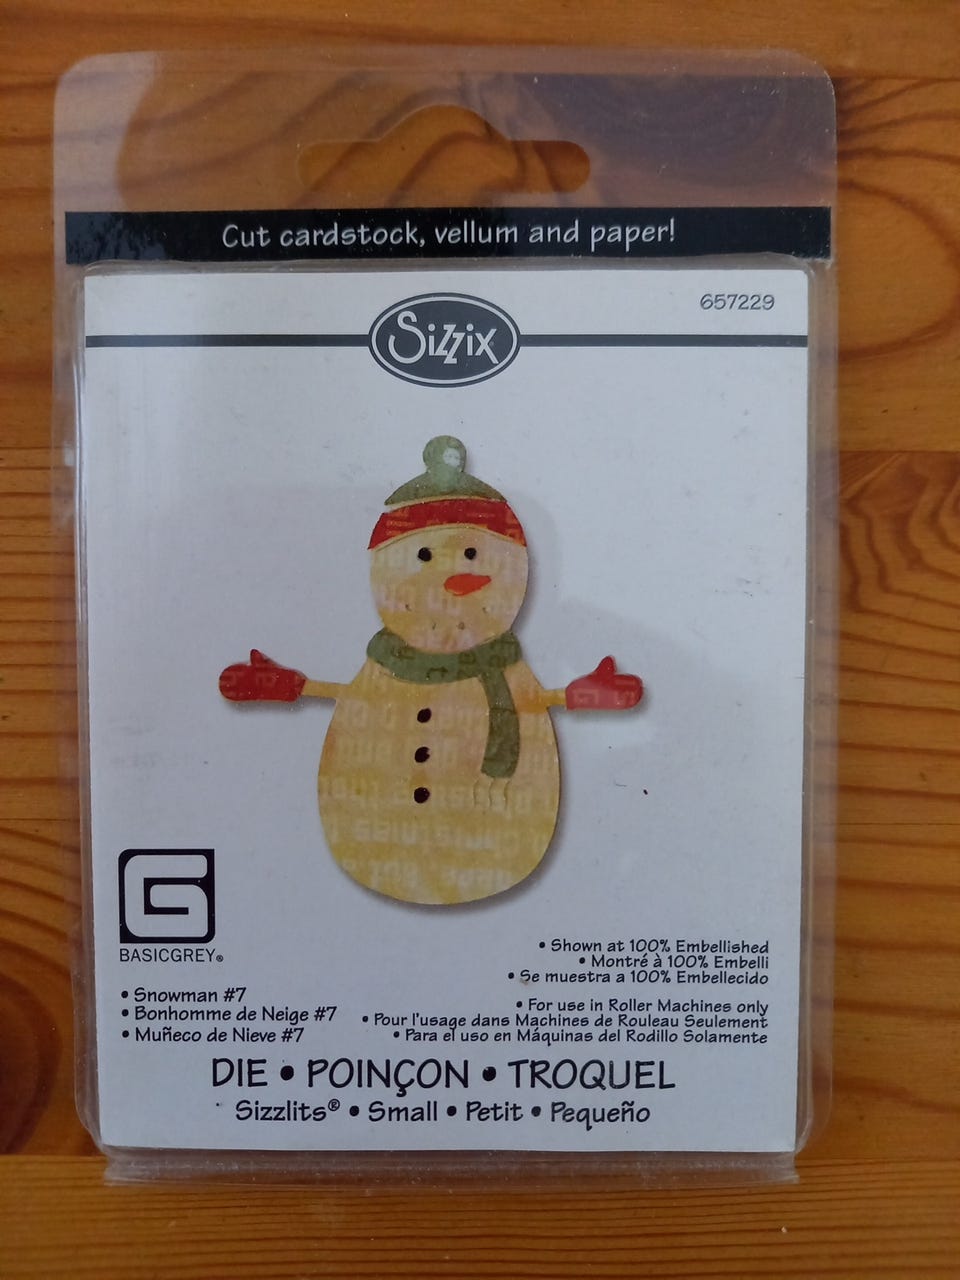 Cut cardstock, vellum and paper!
657229
Sizzix
BASICGREY®
• Snowman #7
• Bonhomme de Neige #7
• Muñeco de Nieve #7
• Shown at 100% Embellished
• Montré à 100% Embelli
• Se muestra a 100% Embellecido
• For use in Roller Machines only
• Pour l'usage dans Machines de Rouleau Seulement
• Para el uso en Máquinas del Rodillo Solamente
DIE • POINÇON • TROQUEL
Sizzlits® • Small • Petit • Pequeño